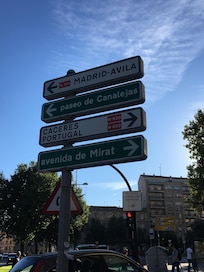 MADRID-AVILA
paseo de Canalejas
CACERES
PORTUGAL
avenida de Mirat